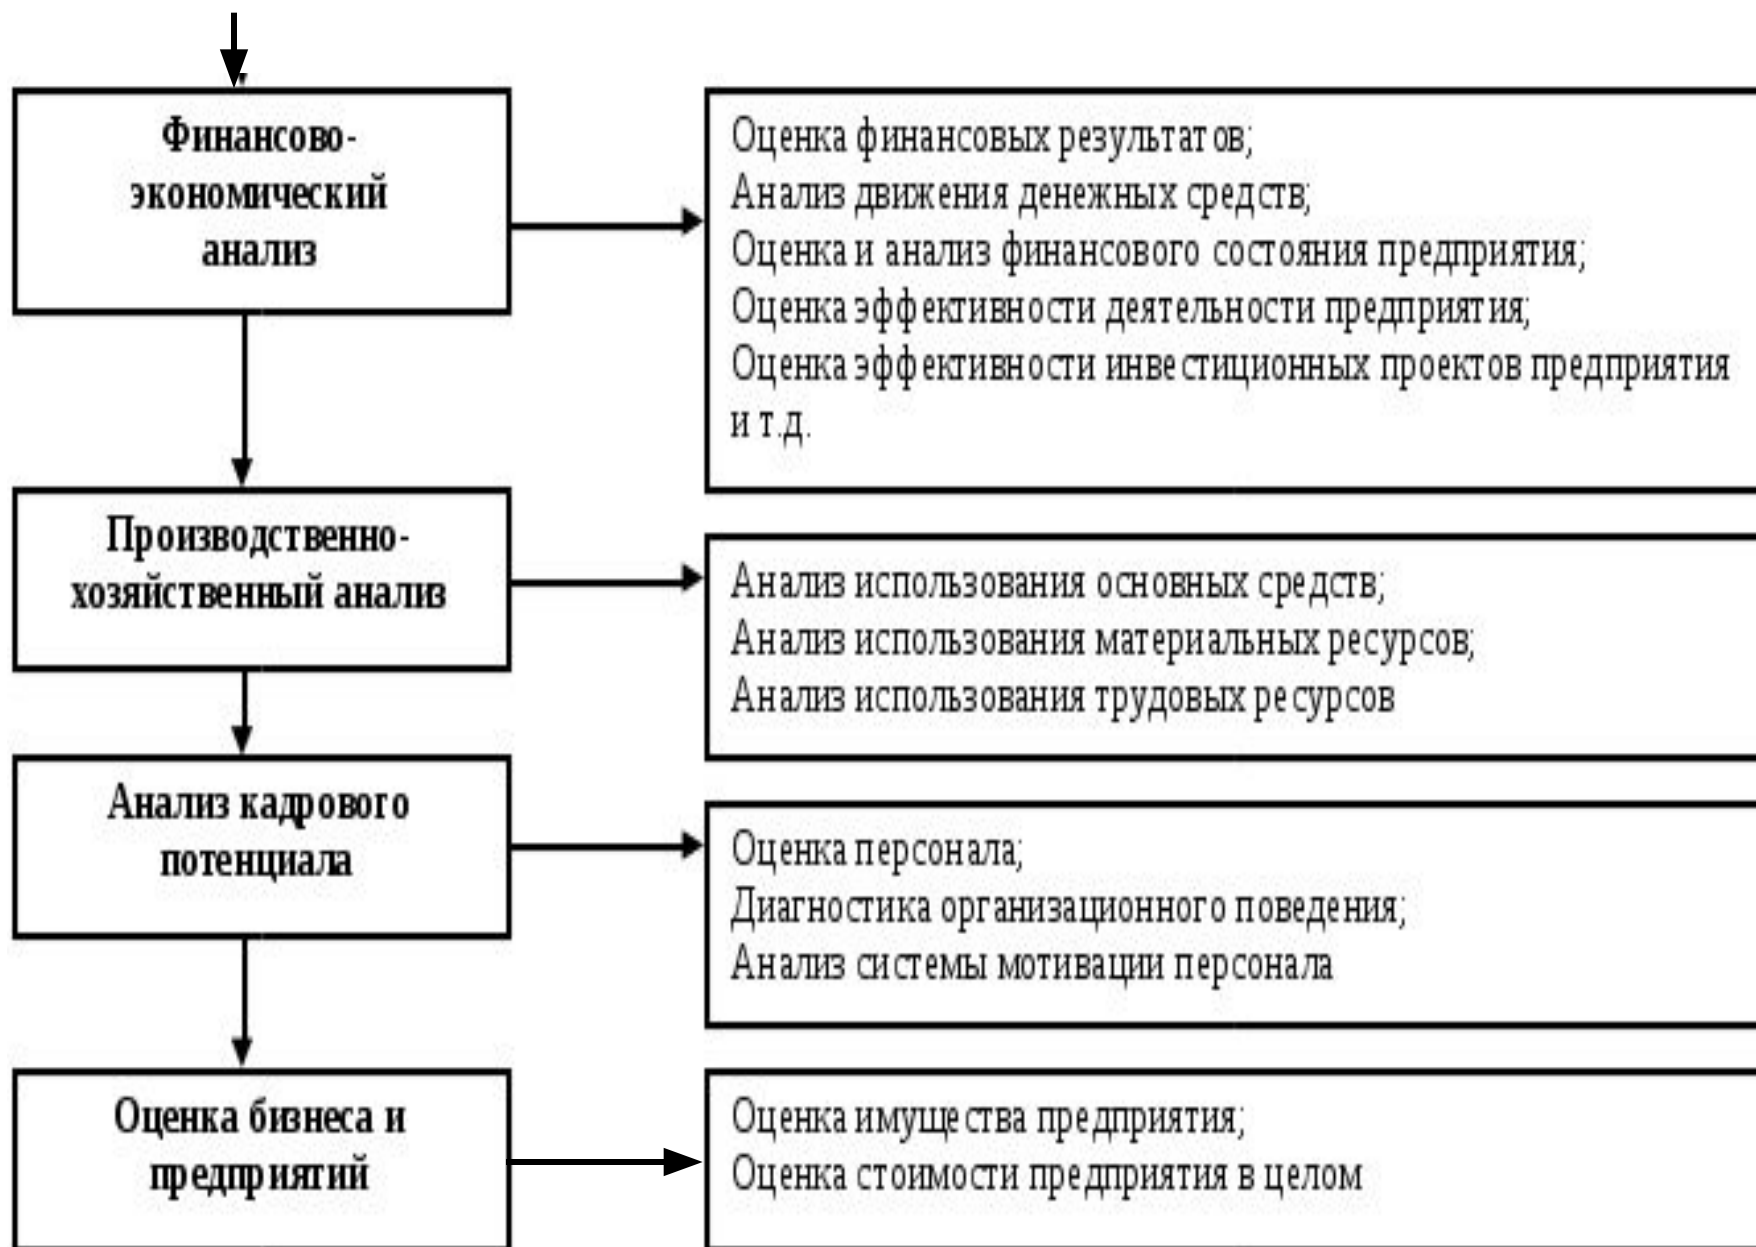 Финансово-
экономический
анализ
Оценка финансовых результатов;
Анализ движения денежных средств;
Оценка и анализ финансового состояния предприятия;
Оценка эффективности деятельности предприятия;
Оценка эффективности инвестиционных проектов предприятия
и т.д.
Производственно-
хозяйственный анализ
Анализ использования основных средств;
Анализ использования материальных ресурсов;
Анализ использования трудовых ресурсов
Анализ кадрового
потенциала
Оценка персонала;
Диагностика организационного поведения;
Анализ системы мотивации персонала
Оценка бизнеса и
предприятий
Оценка имущества предприятия;
Оценка стоимости предприятия в целом